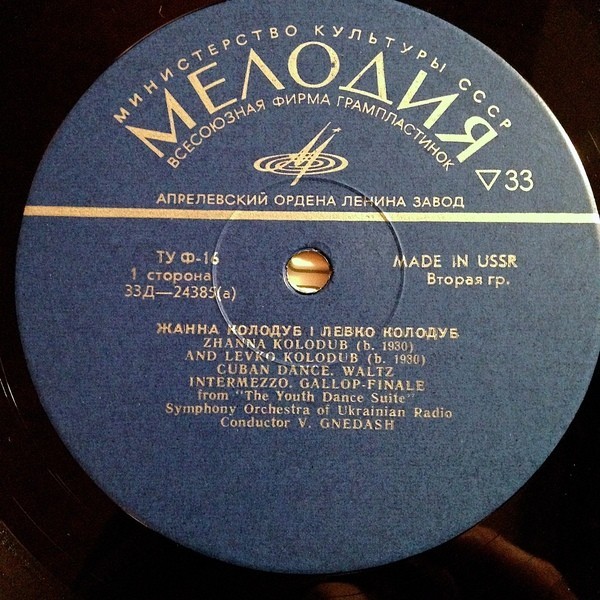 МИНИСТЕРСТВО КУЛЬТУРЫ СССР
МЕЛОДИЯ
ВСЕСОЮЗНАЯ ФИРМА ГРАМПЛАСТИНОК
▽33
АПРЕЛЕВСКИЙ ОРДЕНА ЛЕНИНА ЗАВОД
ТУ Ф-16
1 сторона
33Д—24385(а)
MADE IN USSR
Вторая гр.
ЖАННА КОЛОДУБ І ЛЕВКО КОЛОДУБ
ZHANNA KOLODUB (b. 1930)
AND LEVKO KOLODUB (b. 1930)
CUBAN DANCE. WALTZ
INTERMEZZO. GALLOP-FINALE
from "The Youth Dance Suite"
Symphony Orchestra of Ukrainian Radio
Conductor V. GNEDASH